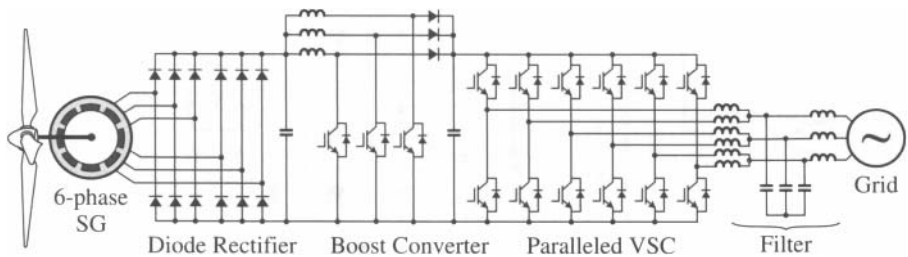 6-phase
SG
Diode Rectifier
Boost Converter
Paralleled VSC
Filter
Grid
~